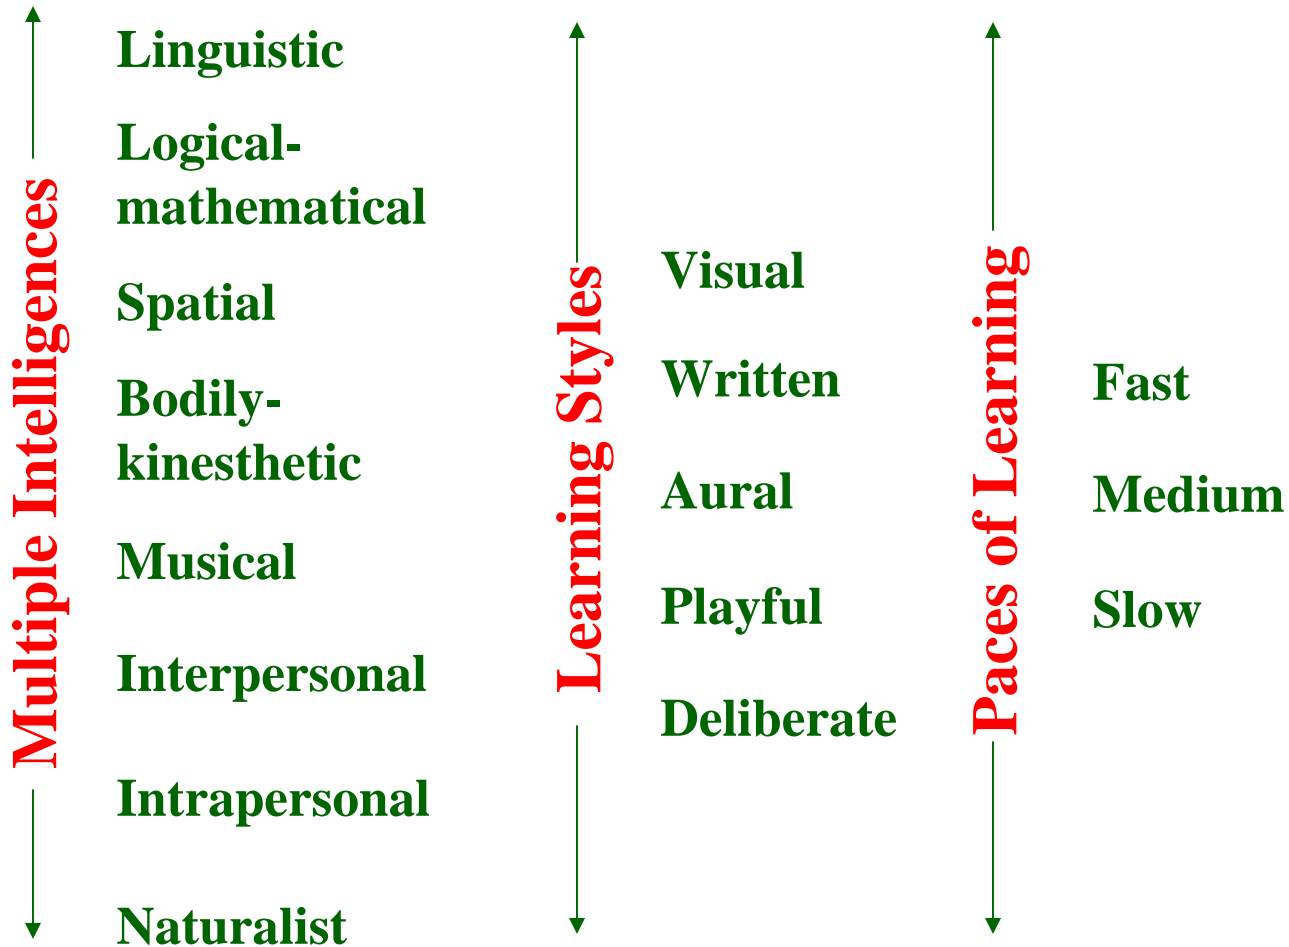 Multiple Intelligences
Linguistic
Logical-
mathematical
Spatial
Bodily-
kinesthetic
Musical
Interpersonal
Intrapersonal
Naturalist
Learning Styles
Visual
Written
Aural
Playful
Deliberate
Paces of Learning
Fast
Medium
Slow